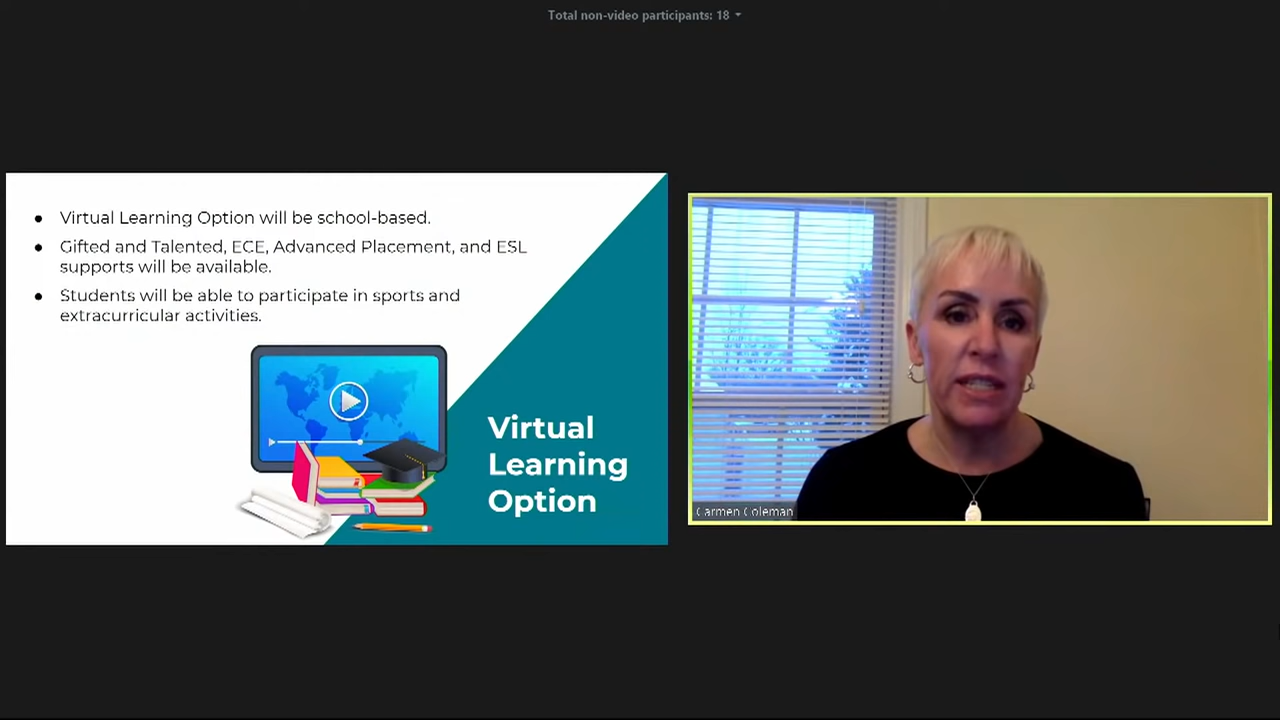 Total non-video participants: 18
● Virtual Learning Option will be school-based.
● Gifted and Talented, ECE, Advanced Placement, and ESL
supports will be available.
● Students will be able to participate in sports and
extracurricular activities.
Virtual
Learning
Option
Carmen Coleman